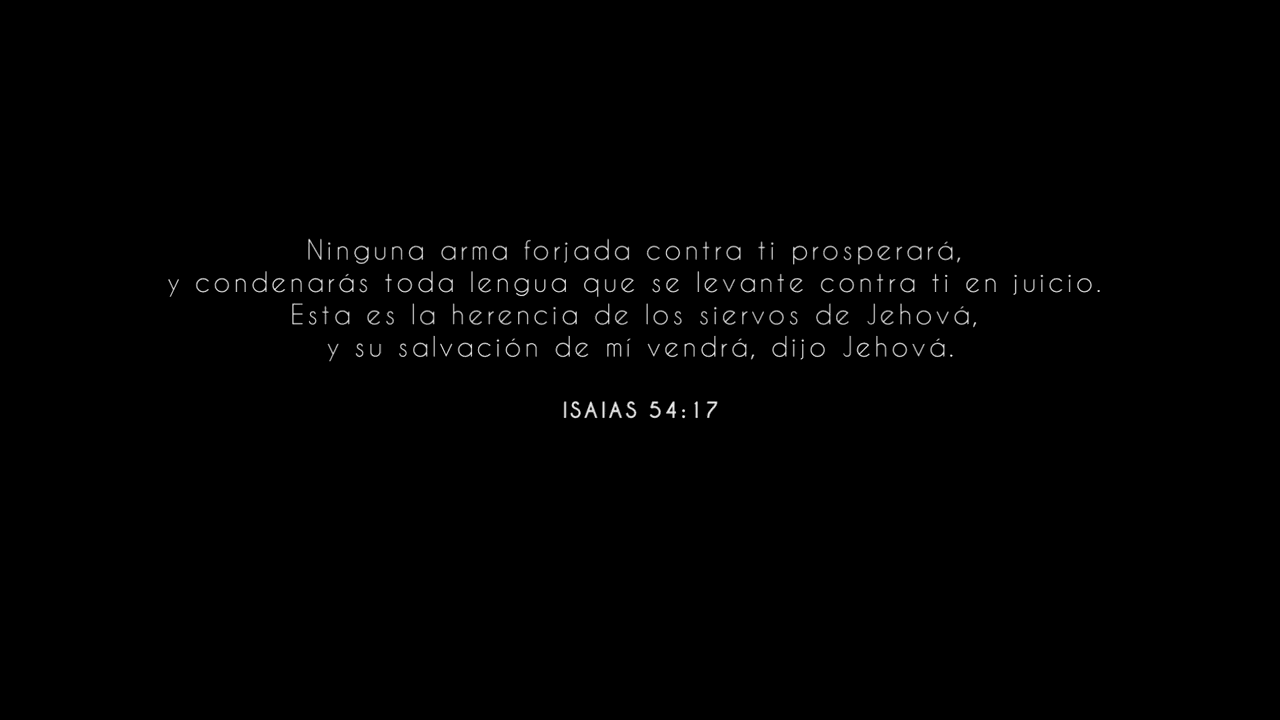 Ninguna arma forjada contra ti prosperará,
y condenarás toda lengua que se levante contra ti en juicio.
Esta es la herencia de los siervos de Jehová,
y su salvación de mí vendrá, dijo Jehová.
ISAIAS 54:17